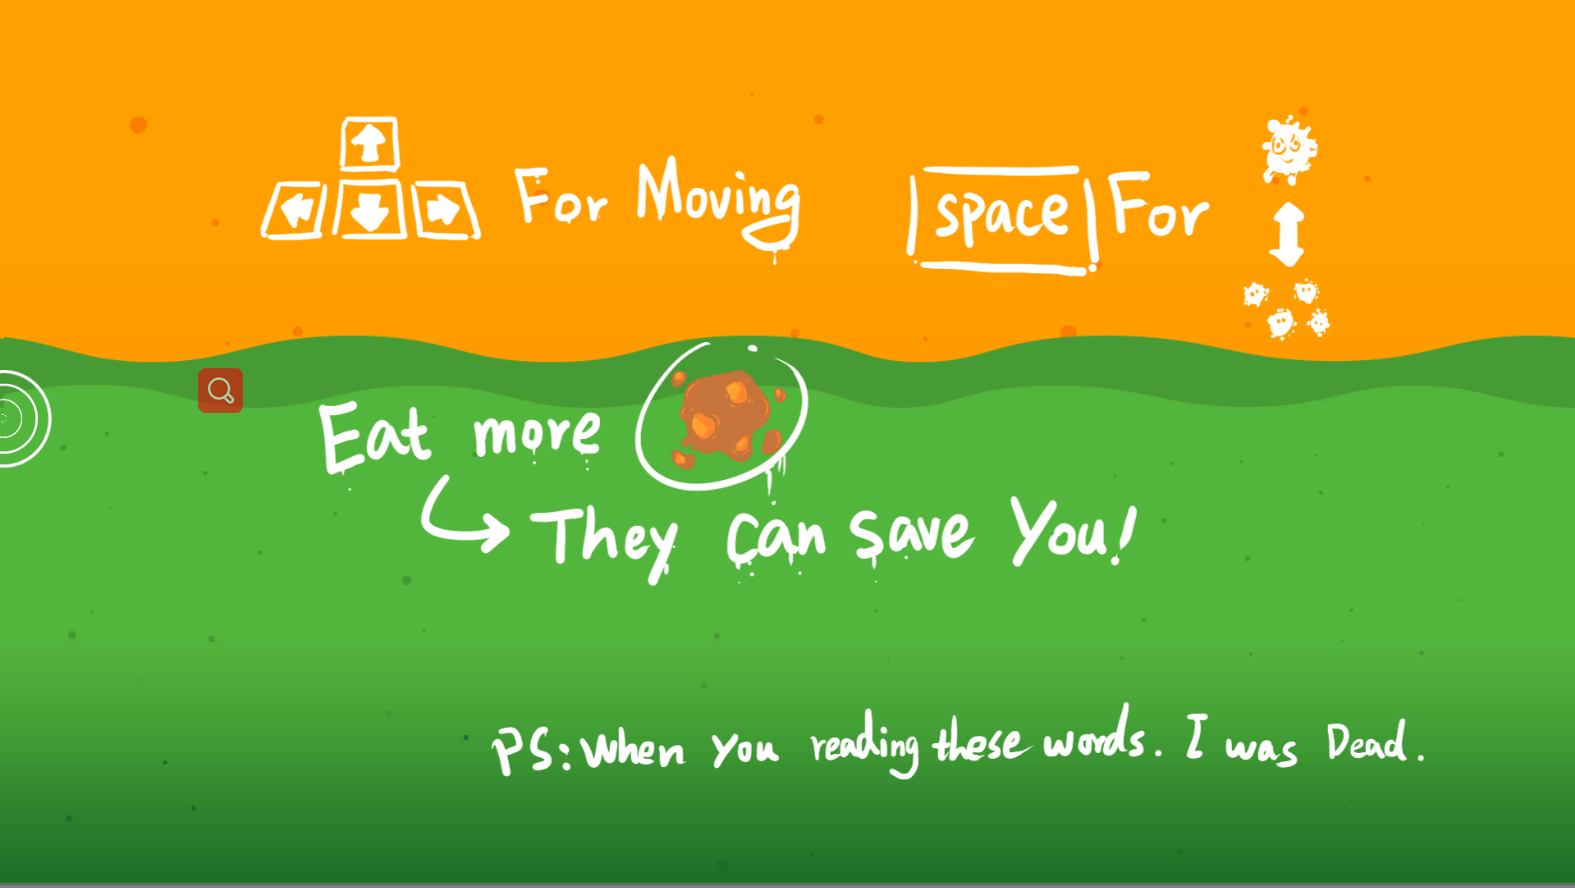 For Moving
space For
Eat more
They can save You!
PS: When you reading these words. I was Dead.